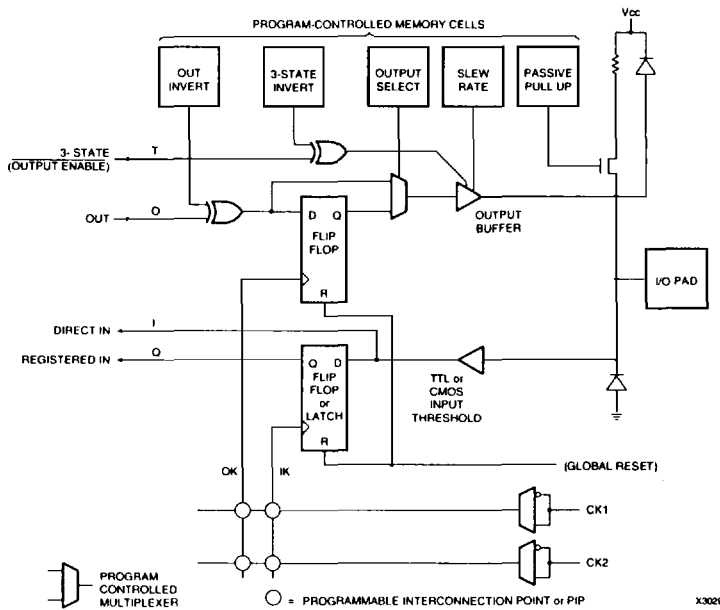 PROGRAM-CONTROLLED MEMORY CELLS
Vcc
OUT
INVERT
3-STATE
INVERT
OUTPUT
SELECT
SLEW
RATE
PASSIVE
PULL UP
3- STATE
(OUTPUT ENABLE)
T
OUT
O
D Q
FLIP
FLOP
R
OUTPUT
BUFFER
I/O PAD
DIRECT IN
I
REGISTERED IN
Q
Q D
FLIP
FLOP
or
LATCH
R
TTL or
CMOS
INPUT
THRESHOLD
OK
IK
(GLOBAL RESET)
CK1
CK2
PROGRAM
CONTROLLED
MULTIPLEXER
= PROGRAMMABLE INTERCONNECTION POINT or PIP